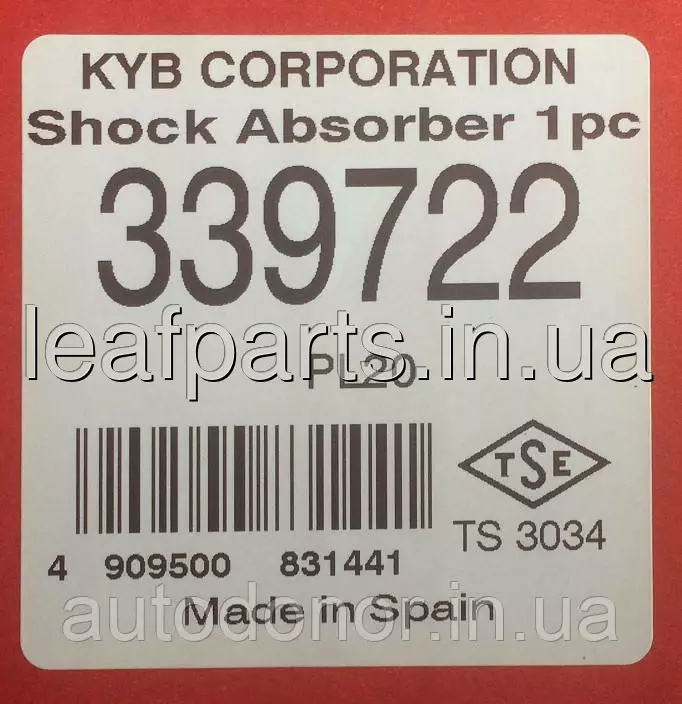 KYB CORPORATION
Shock Absorber 1pc
339722
leafparts.in.ua
PL20
TSE
TS 3034
4 909500 831441
Made in Spain
autodonor.in.ua